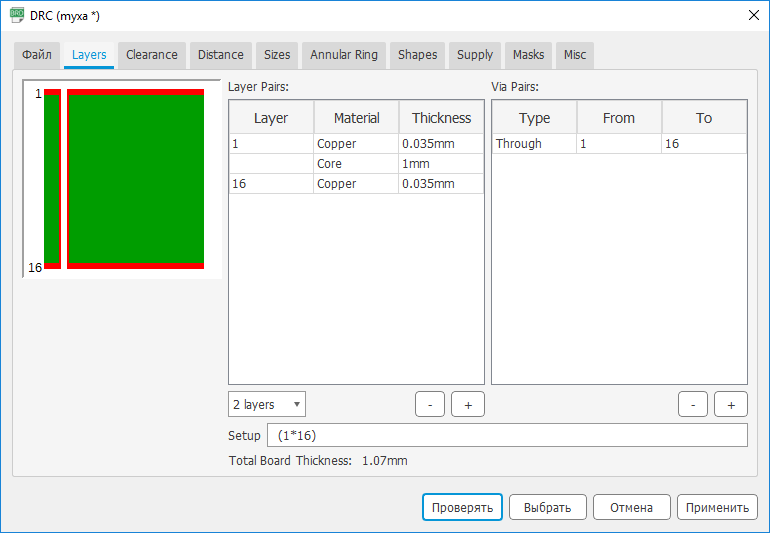 DRC (муха *)
Файл Layers Clearance Distance Sizes Annular Ring Shapes Supply Masks Misc
Layer Pairs: Via Pairs:
1
16
Layer Material Thickness
1 Copper 0.035mm
Core 1mm
16 Copper 0.035mm
Type From To
Through 1 16
2 layers - + - +
Setup (1*16)
Total Board Thickness: 1.07mm
Проверять Выбрать Отмена Применить